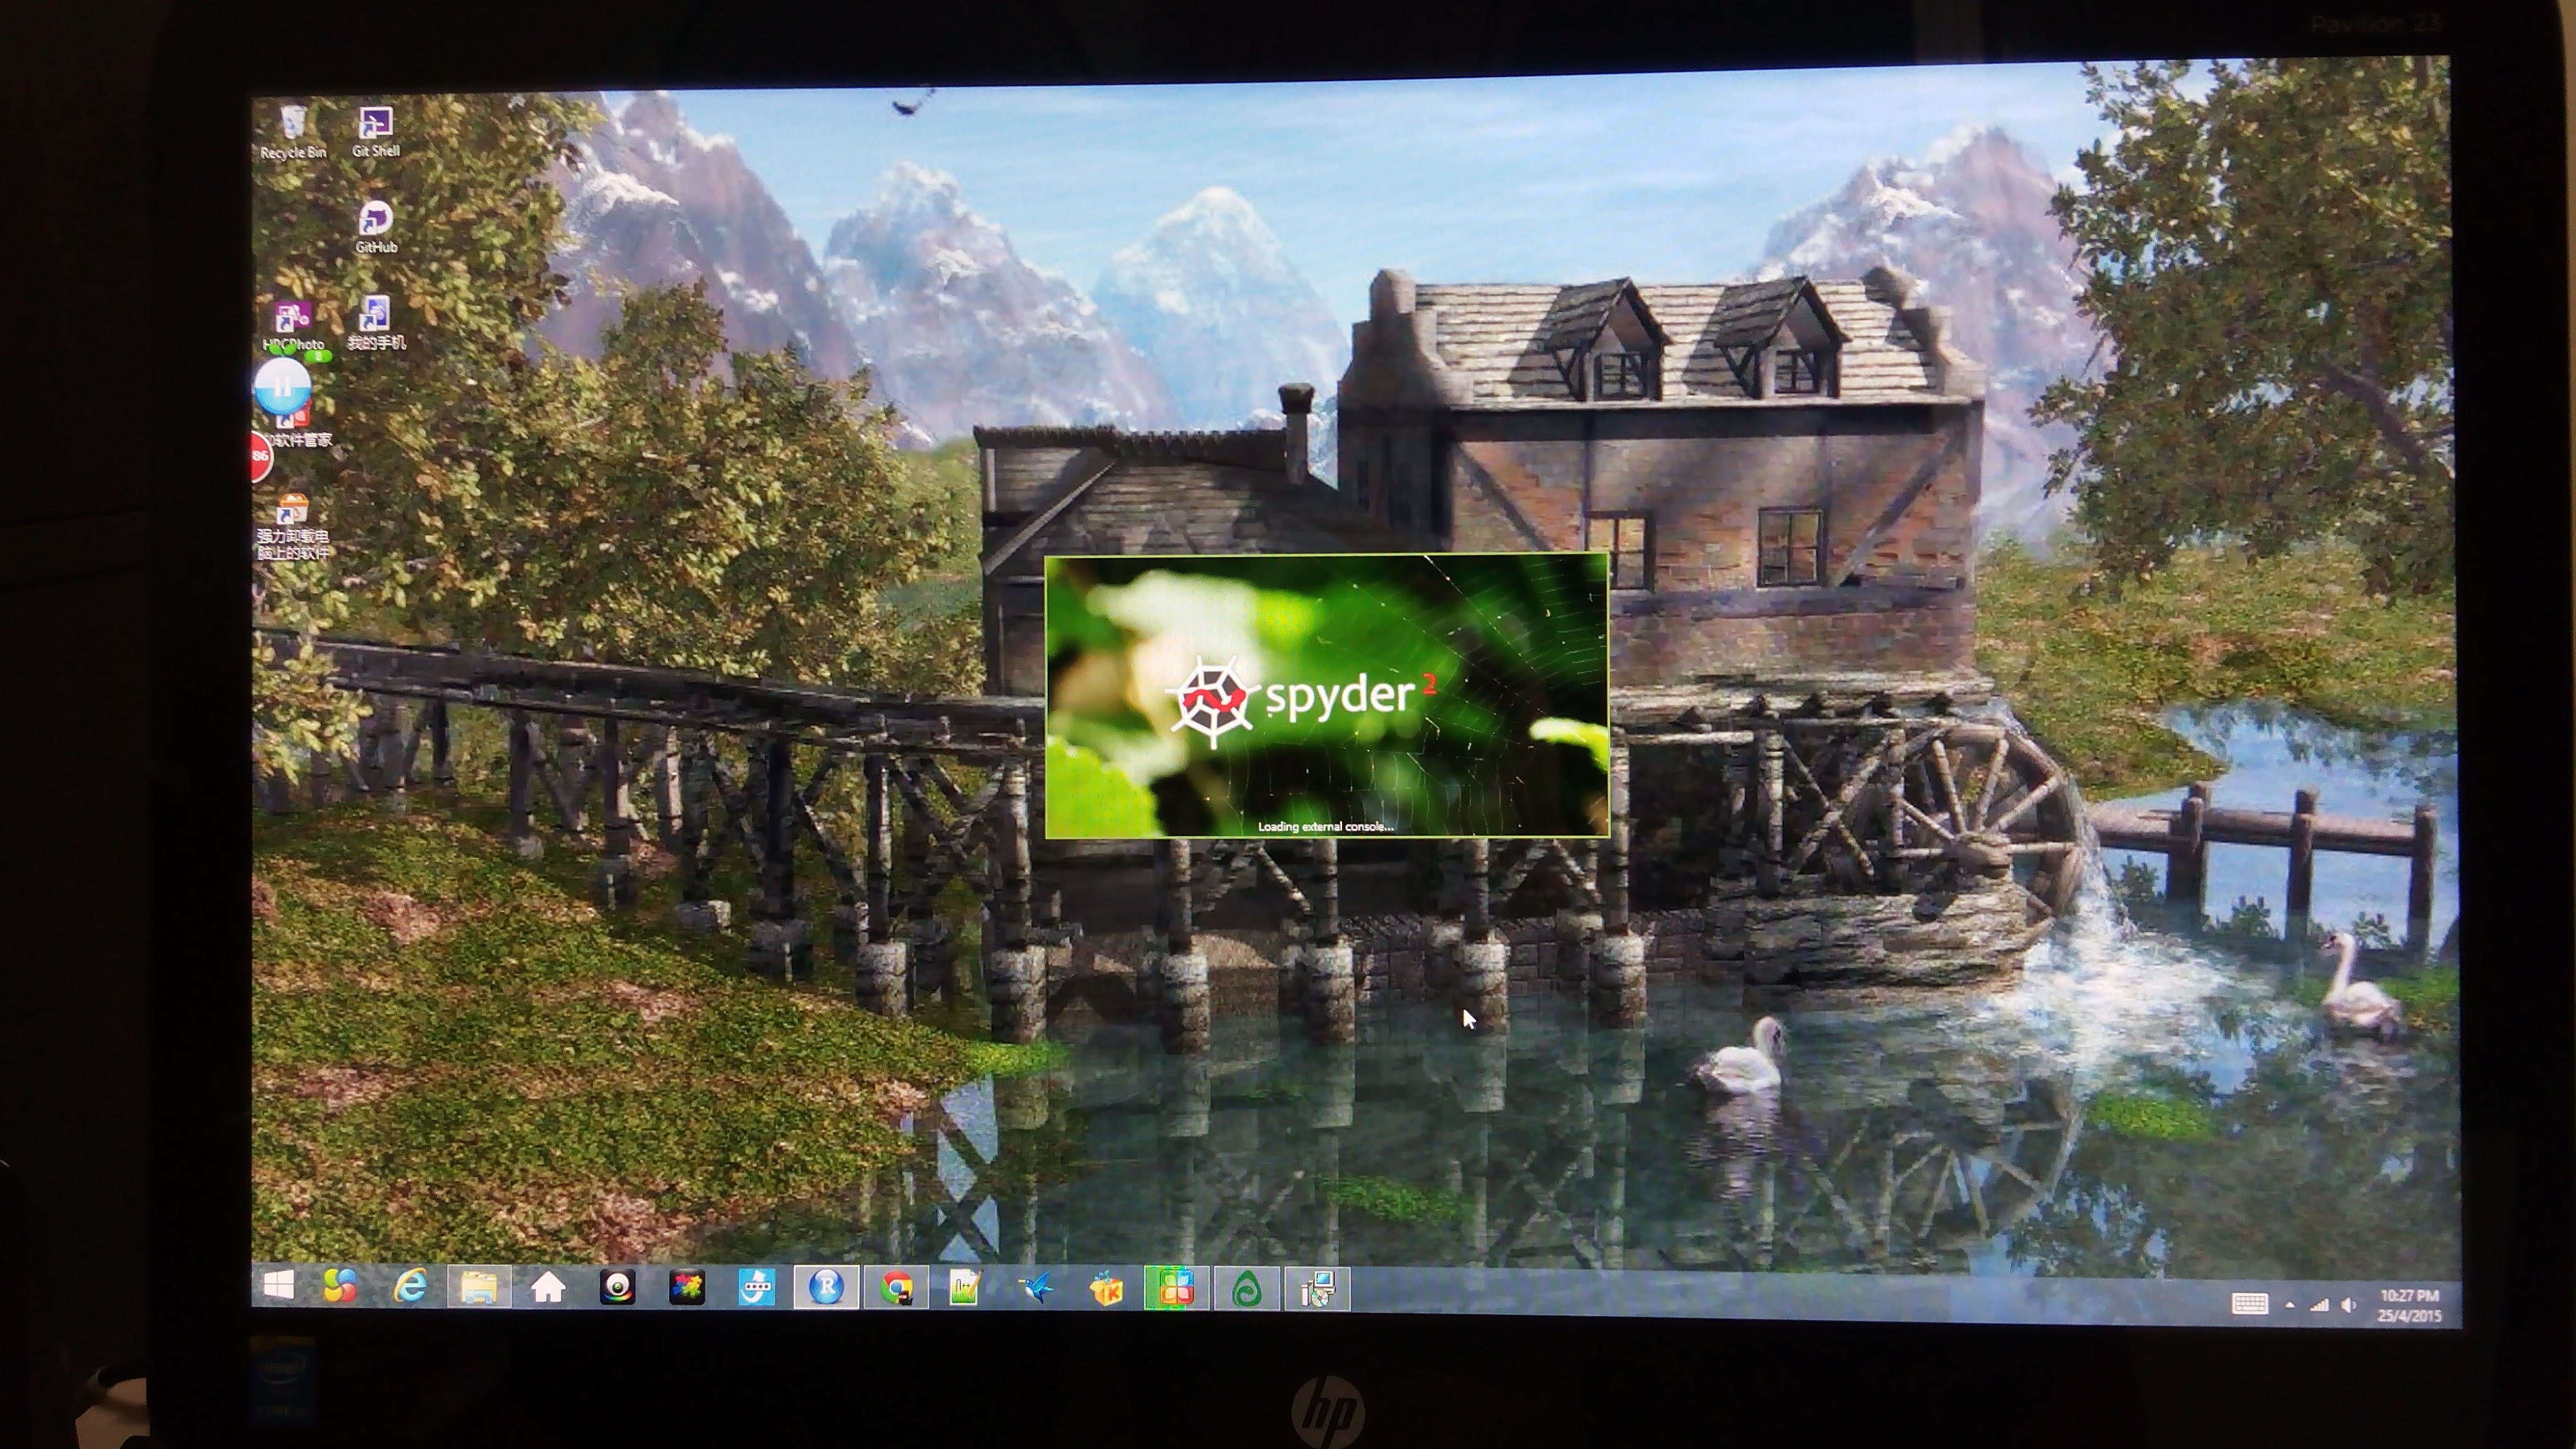 Pavilion 23
Recycle Bin
Git Shell
GitHub
HPCPhoto
我的手机
8
软件管家
86
强力卸载电
脑上的软件
spyder 2
Loading external console...
R
K
10:27 PM
25/4/2015
intel
CORE
hp